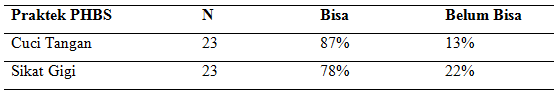 Praktek PHBS N Bisa Belum Bisa
Cuci Tangan 23 87% 13%
Sikat Gigi 23 78% 22%